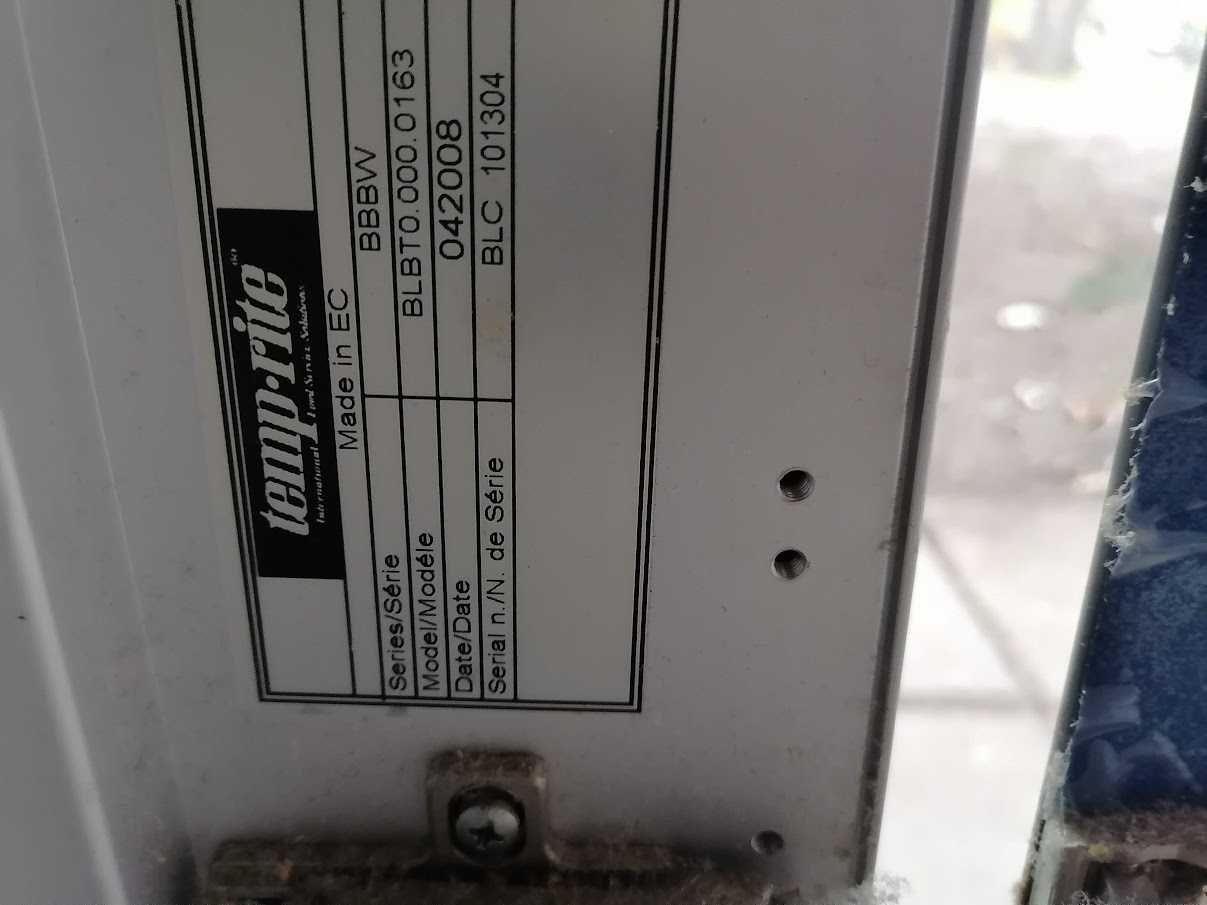 temp·rite
International Food Service Solutions
Made in EC
Series/Série BBBW
Model/Modéle BLBT0.000.0163
Date/Date 042008
Serial n./N. de Série BLC 101304